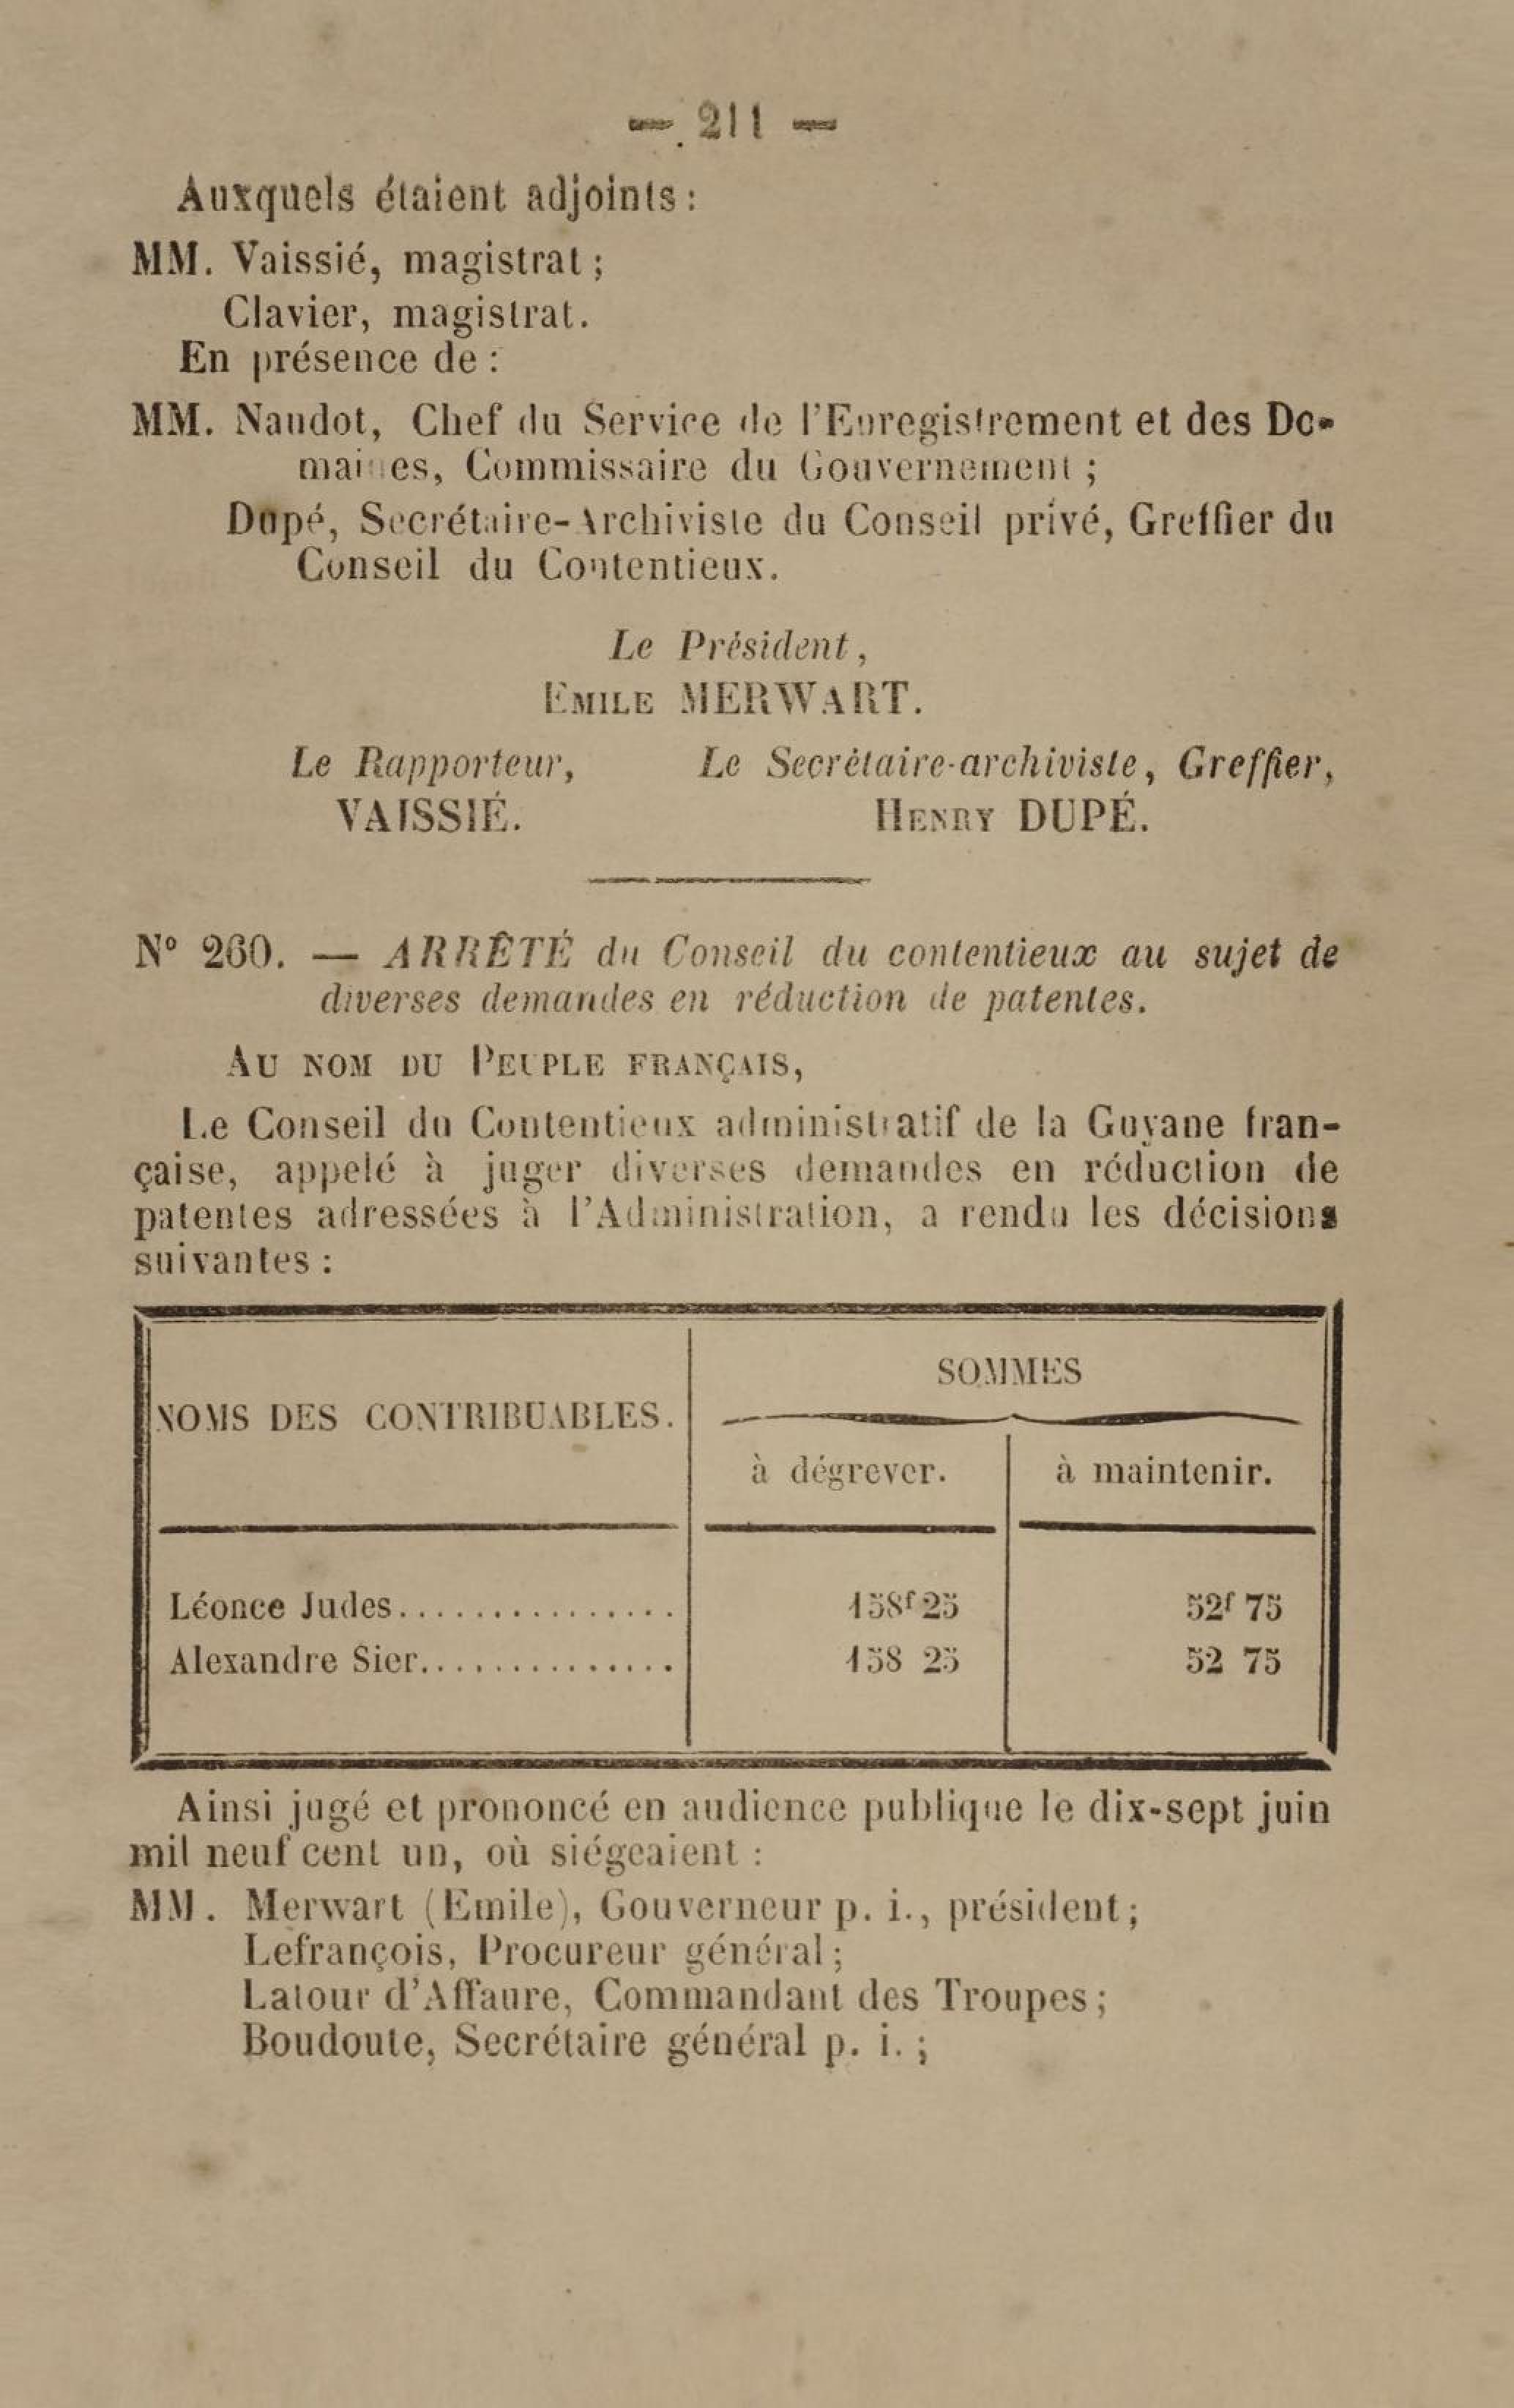 — 211 —
Auxquels étaient adjoints :
MM. Vaissié, magistrat ;
Clavier, magistrat.
En présence de :
MM. Naudot, Chef du Service de l'Enregistrement et des Do-
maines, Commissaire du Gouvernement ;
Dupé, Secrétaire-Archiviste du Conseil privé, Greffier du
Conseil du Contentieux.
Le Président,
EMILE MERWART.
Le Rapporteur, Le Secrétaire-archiviste, Greffier,
VAISSIÉ. HENRY DUPÉ.
N° 260. — ARRÊTÉ du Conseil du contentieux au sujet de
diverses demandes en réduction de patentes.
AU NOM DU PEUPLE FRANÇAIS,
Le Conseil du Contentieux administratif de la Guyane fran-
çaise, appelé à juger diverses demandes en réduction de
patentes adressées à l'Administration, a rendu les décisions
suivantes :
SOMMES
NOMS DES CONTRIBUABLES.
à dégrever. à maintenir.
Léonce Judes............... 158f 25 52f 75
Alexandre Sier.............. 158 25 52 75
Ainsi jugé et prononcé en audience publique le dix-sept juin
mil neuf cent un, où siégeaient :
MM. Merwart (Emile), Gouverneur p. i., président ;
Lefrançois, Procureur général ;
Latour d'Affaure, Commandant des Troupes ;
Boudoute, Secrétaire général p. i. ;